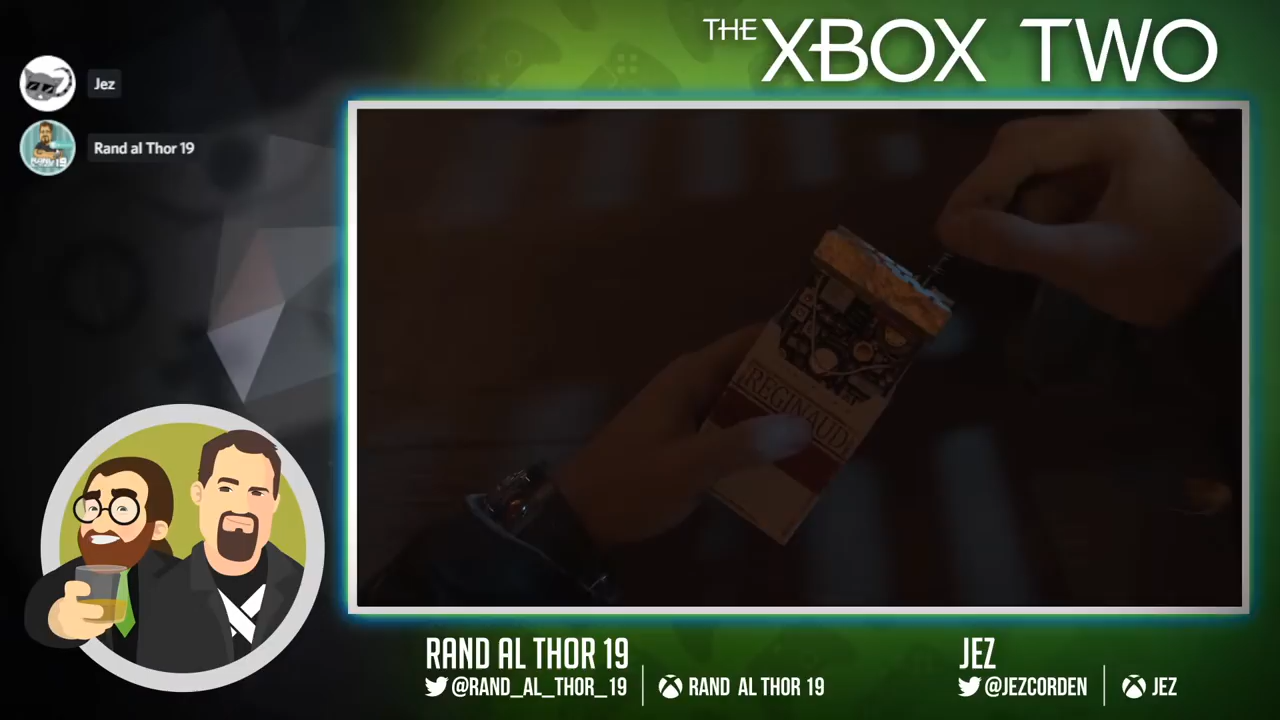 THE XBOX TWO
Jez
Rand al Thor 19
REGINAUD
RAND AL THOR 19
@RAND_AL_THOR_19
RAND AL THOR 19
JEZ
@JEZCORDEN
JEZ